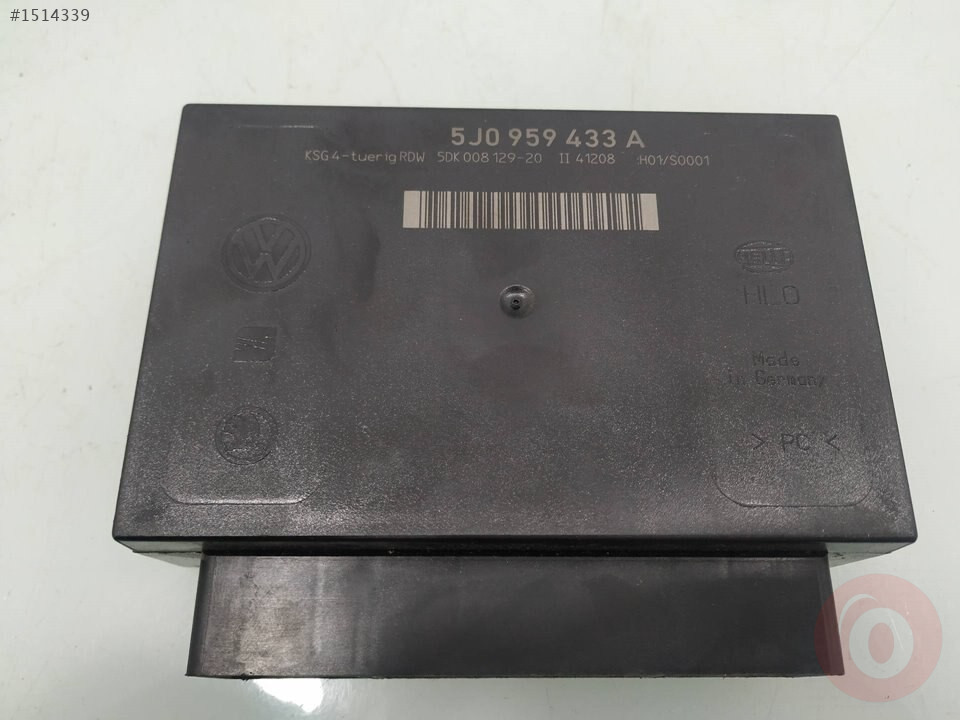 #1514339
5J0 959 433 A
KSG 4-tuerig RDW 5DK 008 129-20 II 41208 H01/S0001
HELLA
HLO
Made
in Germany
> PC <